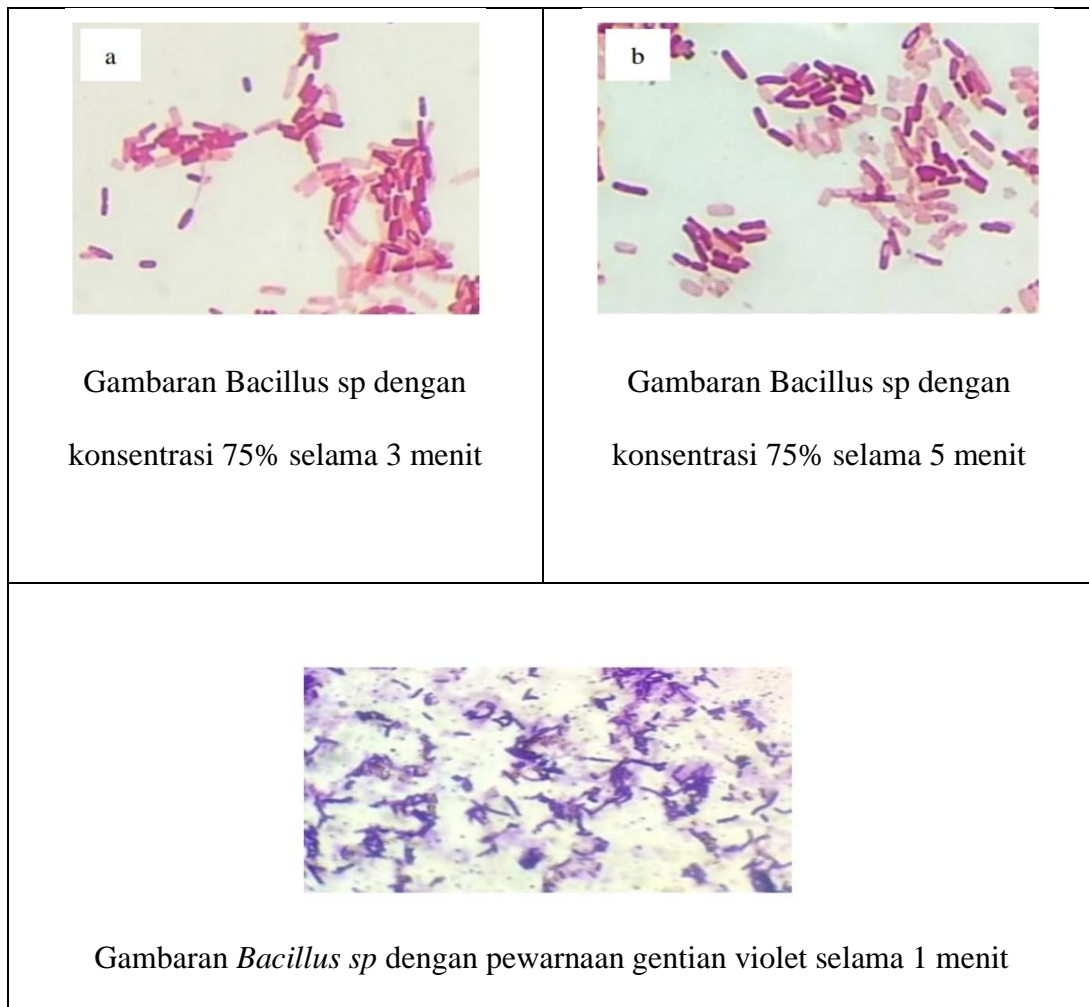 a
b
Gambaran Bacillus sp dengan
konsentrasi 75% selama 3 menit
Gambaran Bacillus sp dengan
konsentrasi 75% selama 5 menit
Gambaran Bacillus sp dengan pewarnaan gentian violet selama 1 menit